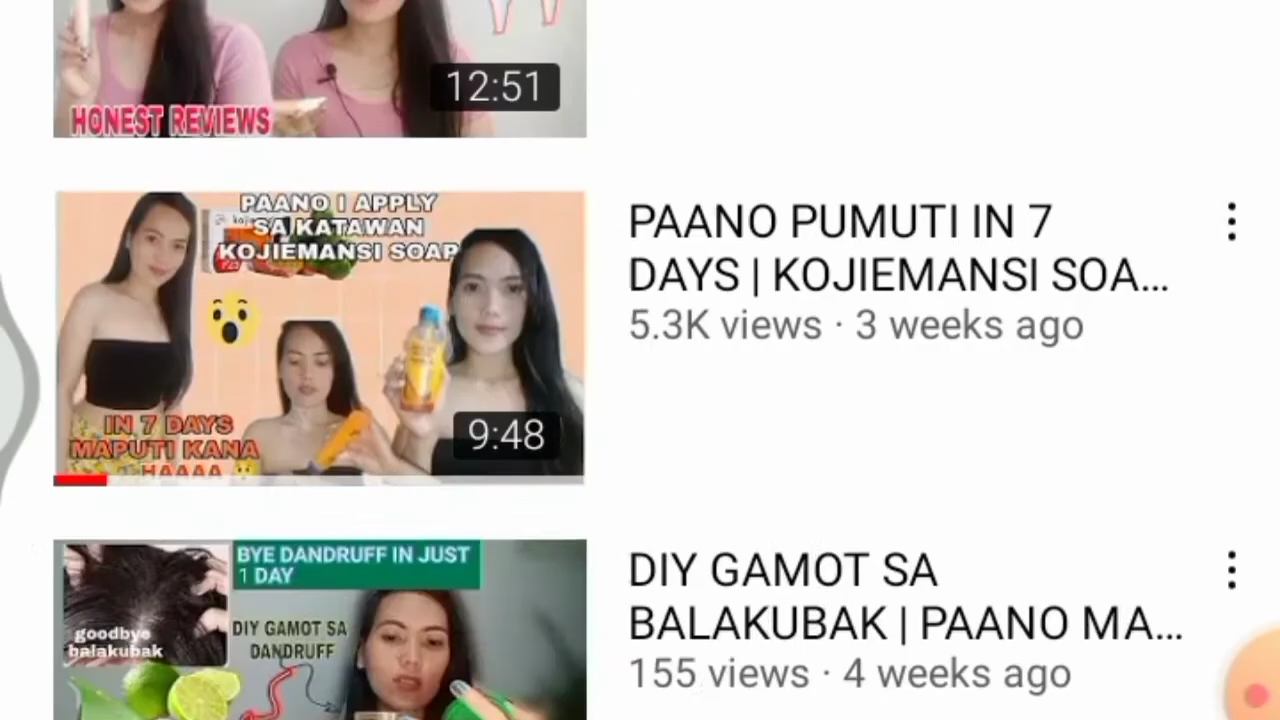 12:51
HONEST REVIEWS
PAANO I APPLY
SA KATAWAN
KOJIEMANSI SOAP
IN 7 DAYS
MAPUTI KANA
HAAAA
9:48
PAANO PUMUTI IN 7
DAYS | KOJIEMANSI SOA...
5.3K views · 3 weeks ago
BYE DANDRUFF IN JUST
1 DAY
goodbye
balakubak
DIY GAMOT SA
DANDRUFF
DIY GAMOT SA
BALAKUBAK | PAANO MA...
155 views · 4 weeks ago